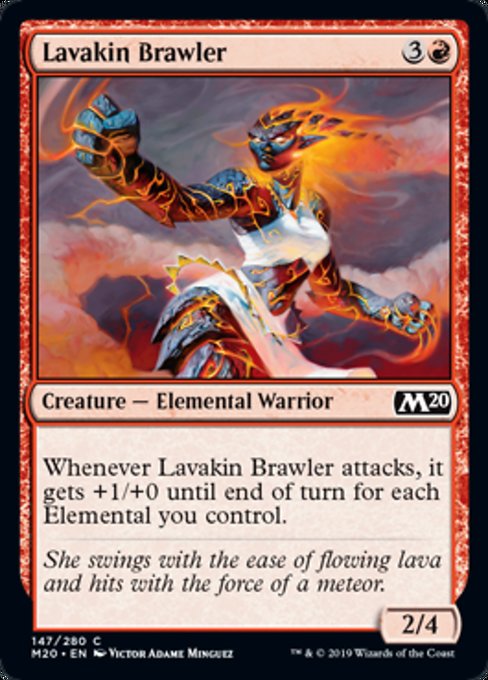 Lavakin Brawler 3
Creature — Elemental Warrior M20
Whenever Lavakin Brawler attacks, it
gets +1/+0 until end of turn for each
Elemental you control.
She swings with the ease of flowing lava
and hits with the force of a meteor.
2/4
147/280 C
M20 • EN Victor Adame Minguez ™ & © 2019 Wizards of the Coast